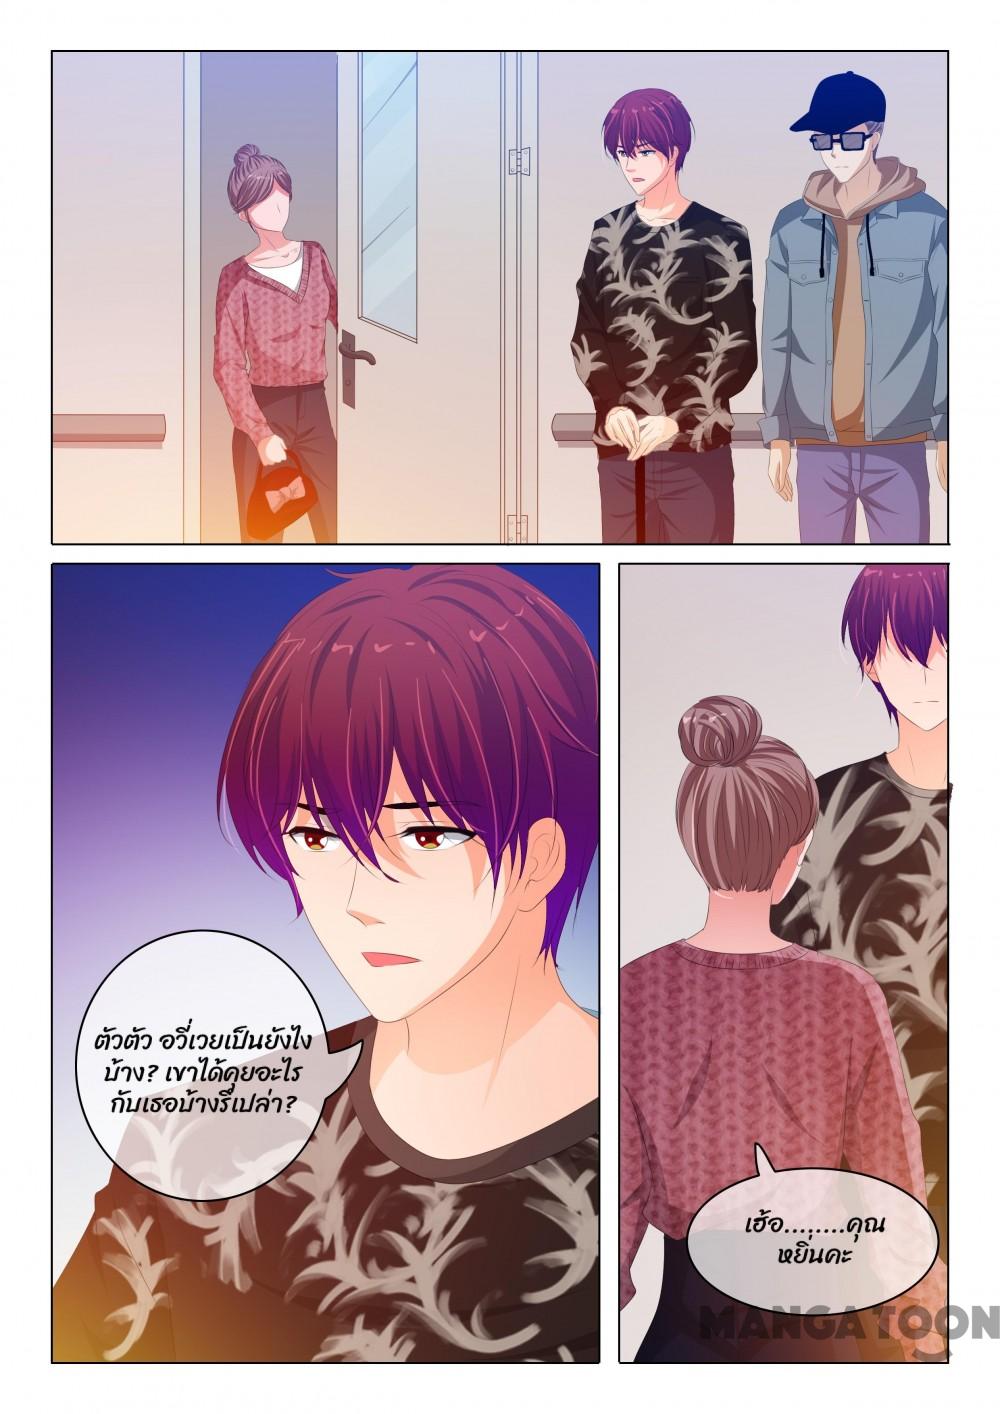 ตัวตัว อวี่เวยเป็นยังไง
บ้าง? เขาได้คุยอะไร
กับเธอบ้างรึเปล่า?
เฮ้อ........คุณ
หยิ่นคะ
MANGATOON